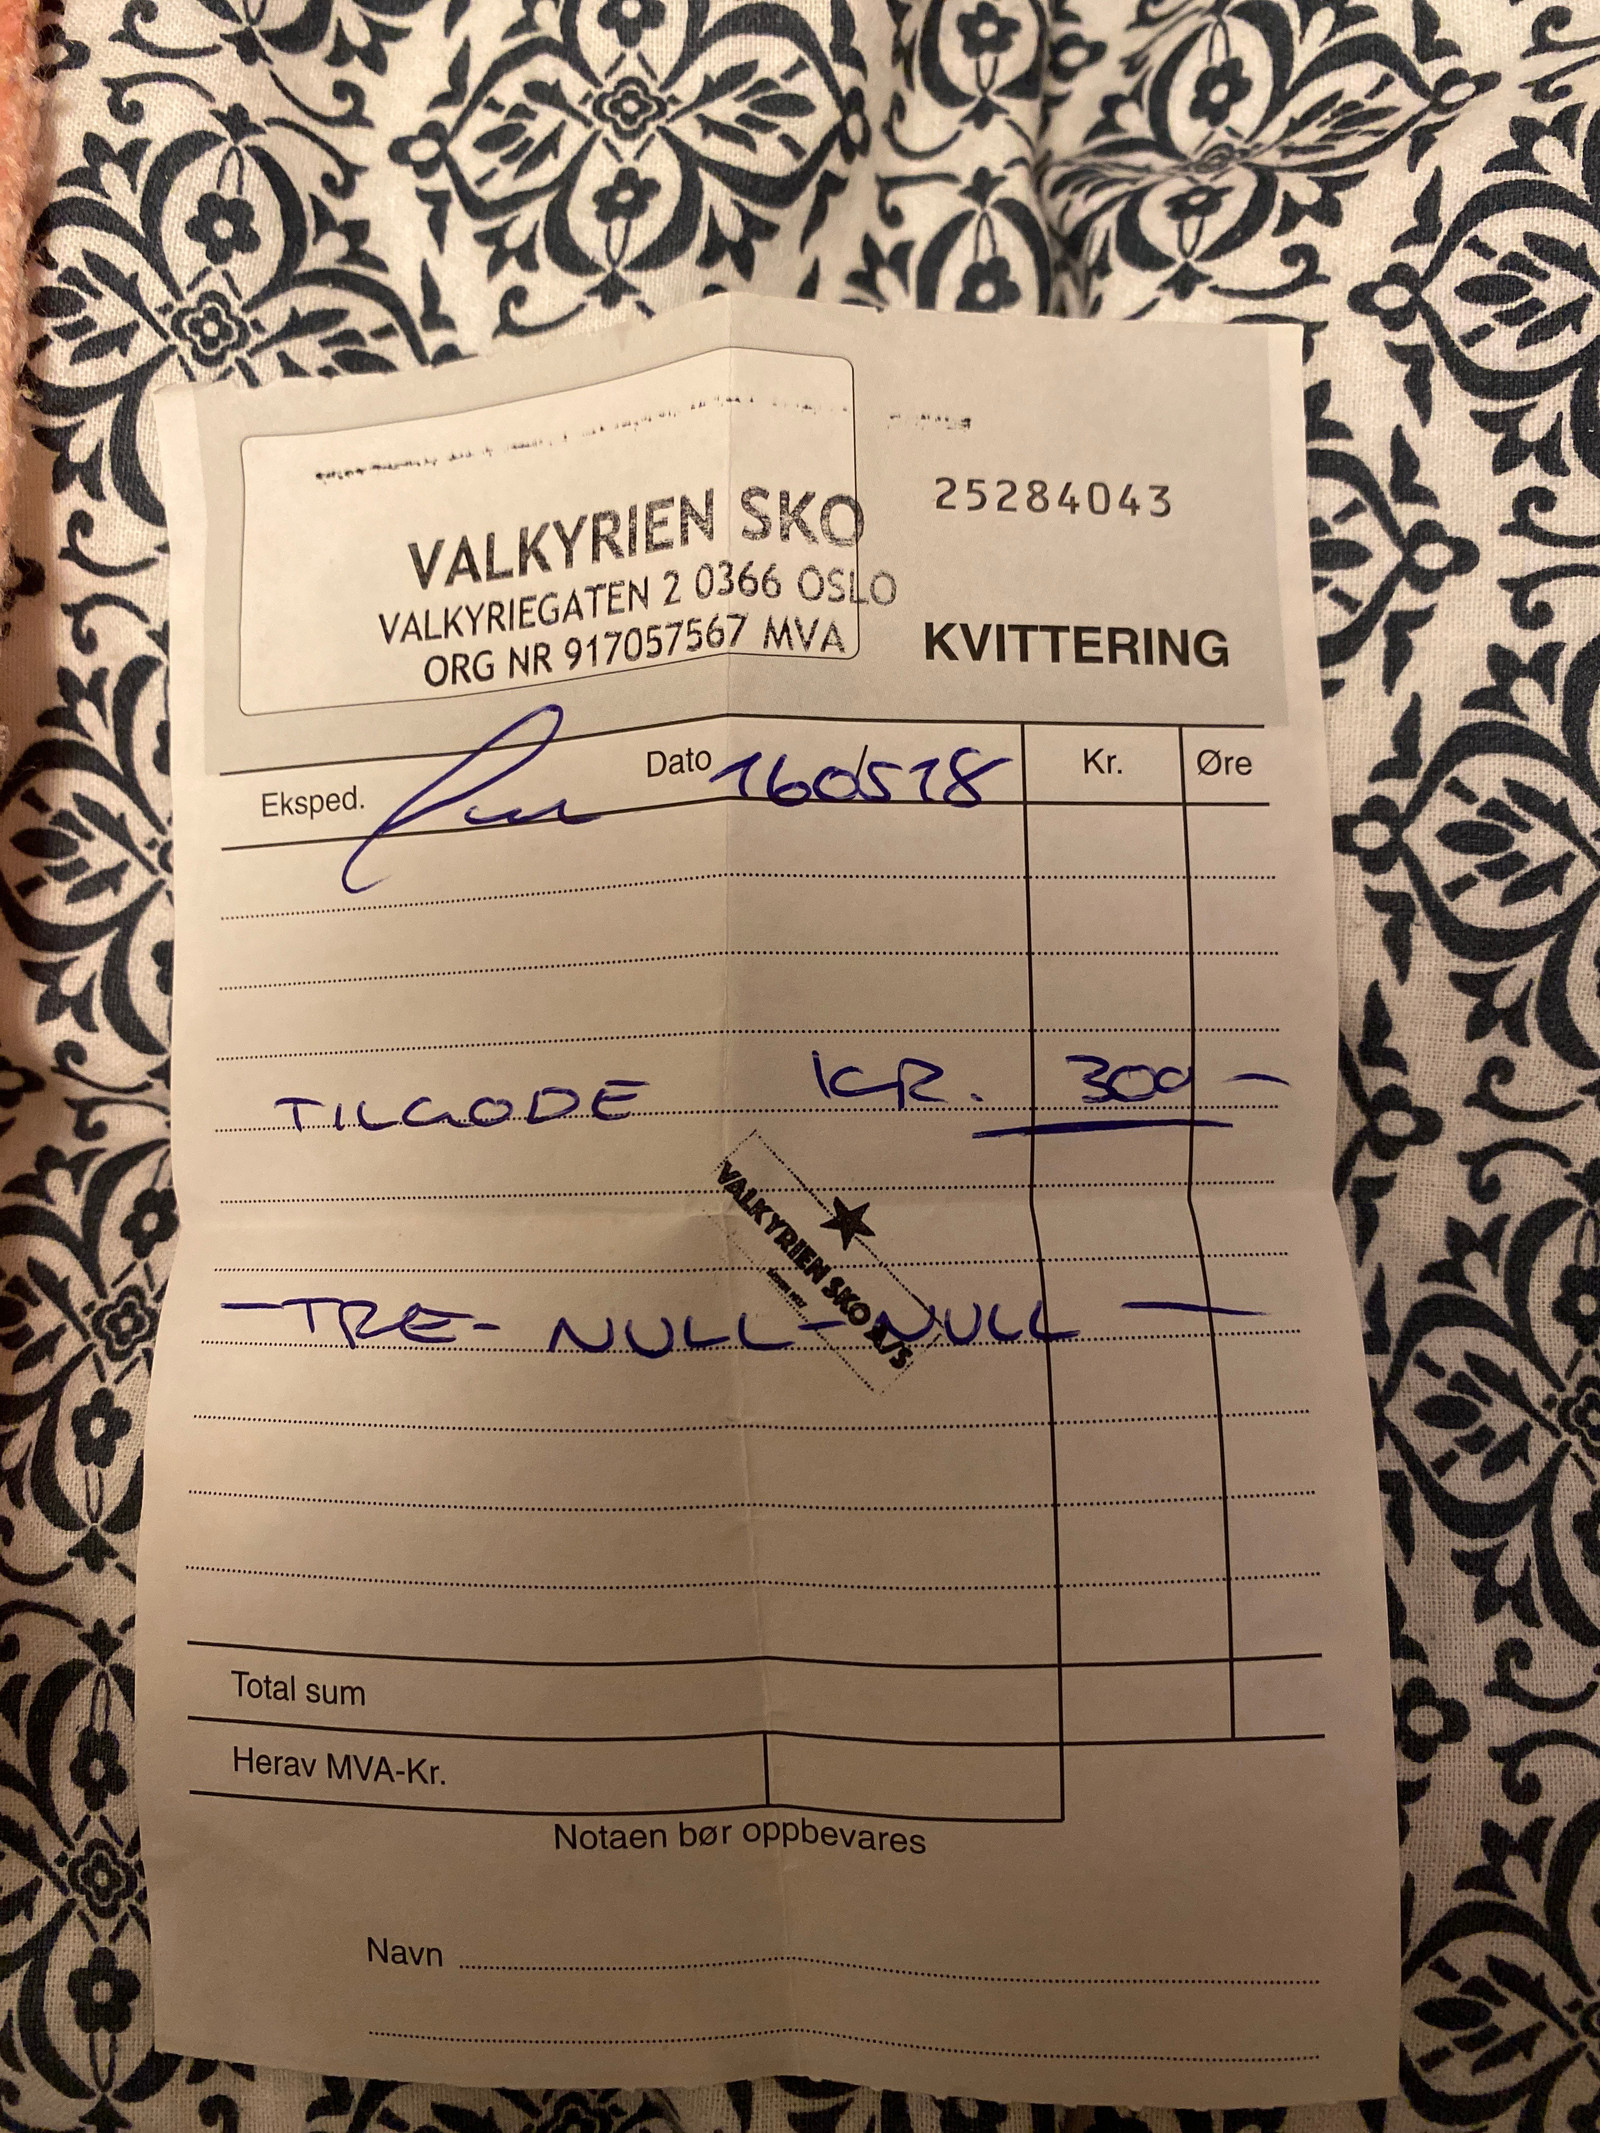 VALKYRIEN SKO
VALKYRIEGATEN 2 0366 OSLO
ORG NR 917057567 MVA
25284043
KVITTERING
Eksped.
Dato 160518
Kr.
Øre
TILGODE KR. 300 -
VALKYRIEN SKO A/S
- TRE - NULL - NULL -
Total sum
Herav MVA-Kr.
Notaen bør oppbevares
Navn